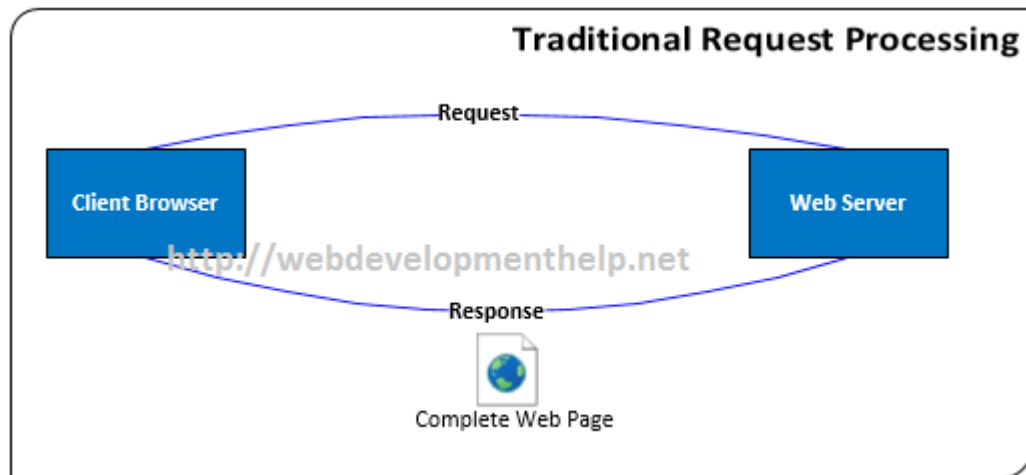 Traditional Request Processing
Request
Client Browser
Web Server
http://webdevelopmenthelp.net
Response
Complete Web Page